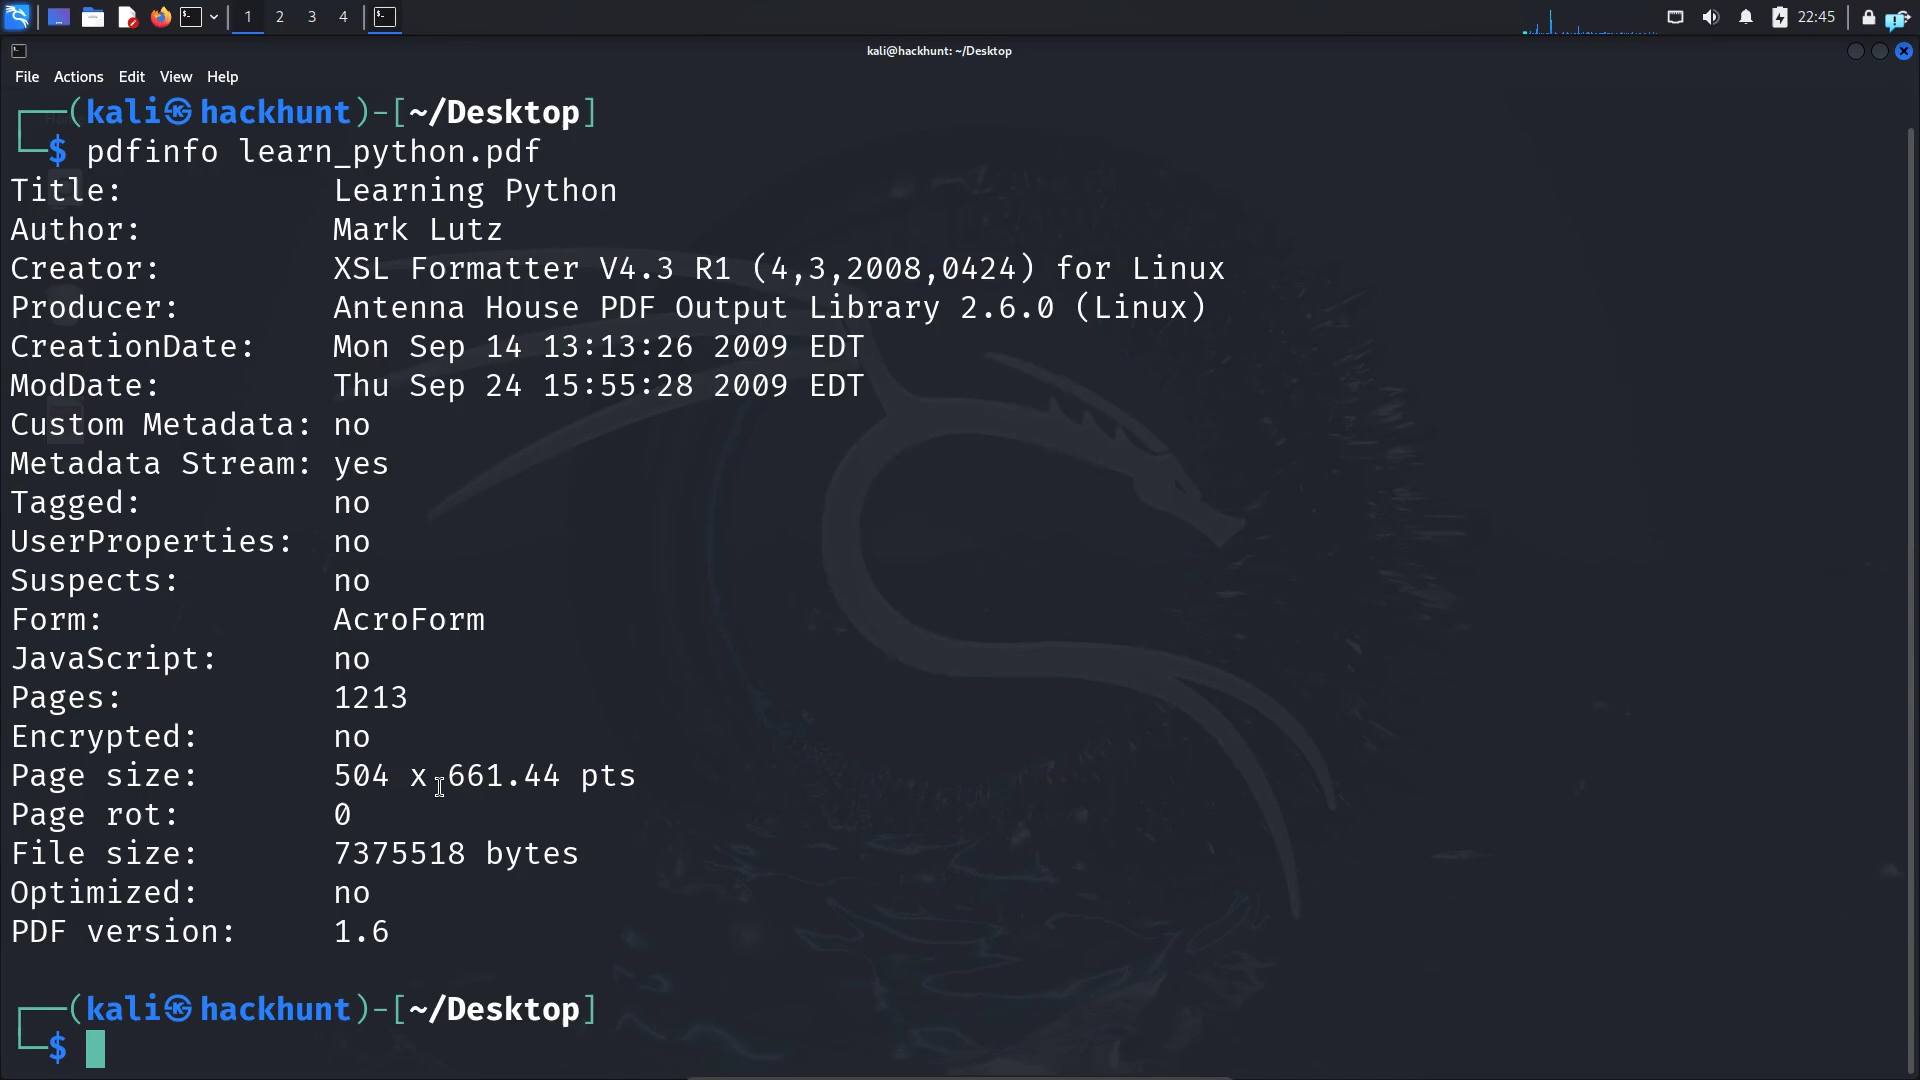 1 2 3 4 22:45
kali@hackhunt: ~/Desktop
File Actions Edit View Help
┌──(kali㉿hackhunt)-[~/Desktop]
└─$ pdfinfo learn_python.pdf
Title: Learning Python
Author: Mark Lutz
Creator: XSL Formatter V4.3 R1 (4,3,2008,0424) for Linux
Producer: Antenna House PDF Output Library 2.6.0 (Linux)
CreationDate: Mon Sep 14 13:13:26 2009 EDT
ModDate: Thu Sep 24 15:55:28 2009 EDT
Custom Metadata: no
Metadata Stream: yes
Tagged: no
UserProperties: no
Suspects: no
Form: AcroForm
JavaScript: no
Pages: 1213
Encrypted: no
Page size: 504 x 661.44 pts
Page rot: 0
File size: 7375518 bytes
Optimized: no
PDF version: 1.6
┌──(kali㉿hackhunt)-[~/Desktop]
└─$